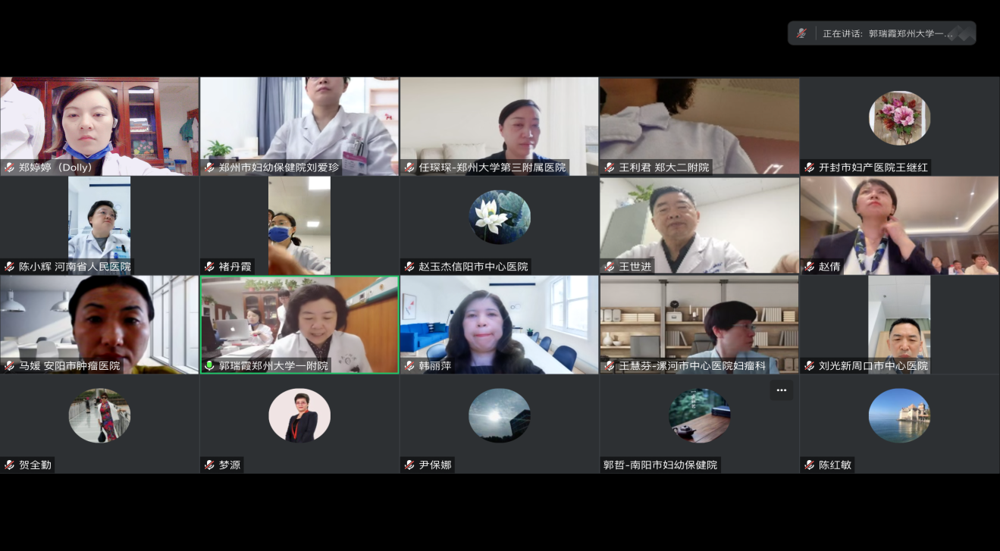 正在讲话: 郭瑞霞郑州大学一...
郑婷婷（Dolly）
郑州市妇幼保健院刘爱珍
任琛琛-郑州大学第三附属医院
王利君 郑大二附院
开封市妇产医院王继红
陈小辉 河南省人民医院
褚丹霞
赵玉杰信阳市中心医院
王世进
赵倩
马媛 安阳市肿瘤医院
郭瑞霞郑州大学一附院
韩丽萍
王慧芬-漯河市中心医院妇瘤科
刘光新周口市中心医院
贺全勤
梦源
尹保娜
郭哲-南阳市妇幼保健院
陈红敏